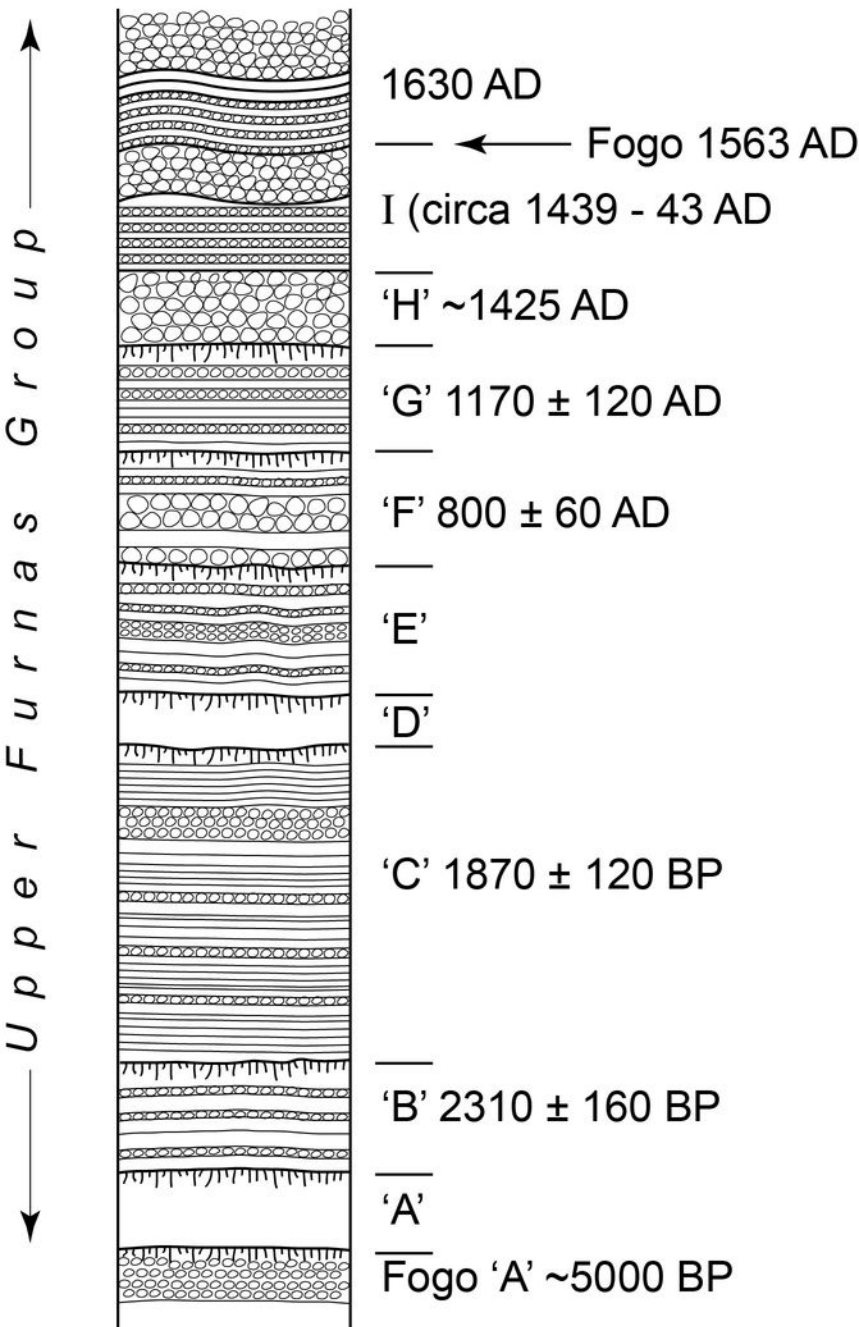 1630 AD
Fogo 1563 AD
I (circa 1439 - 43 AD
‘H’ ~1425 AD
‘G’ 1170 ± 120 AD
‘F’ 800 ± 60 AD
‘E’
‘D’
‘C’ 1870 ± 120 BP
‘B’ 2310 ± 160 BP
‘A’
Fogo ‘A’ ~5000 BP
Upper Furnas Group